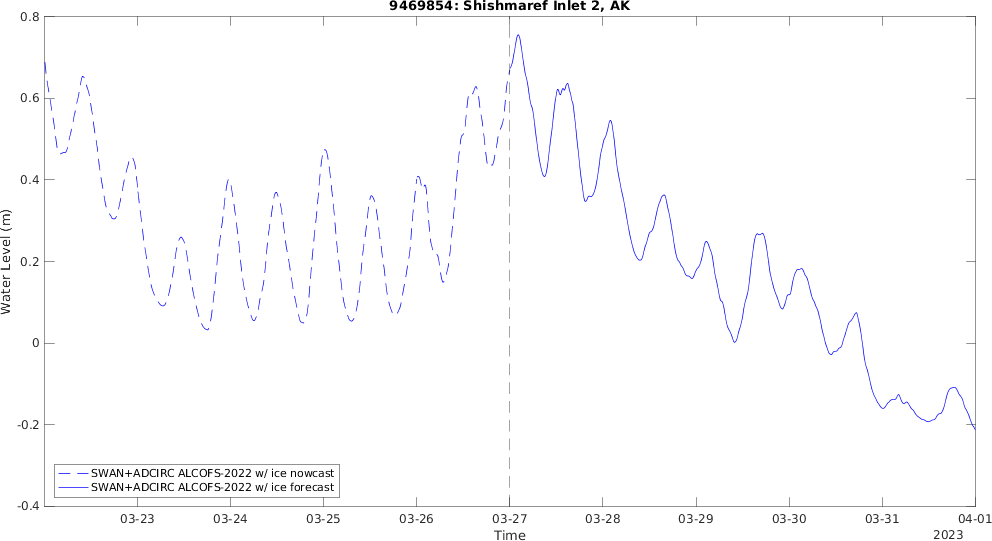 9469854: Shishmaref Inlet 2, AK
0.8
0.6
0.4
0.2
0
-0.2
-0.4
Water Level (m)
SWAN+ADCIRC ALCOFS-2022 w/ ice nowcast
SWAN+ADCIRC ALCOFS-2022 w/ ice forecast
03-23 03-24 03-25 03-26 03-27 03-28 03-29 03-30 03-31 04-01
Time
2023